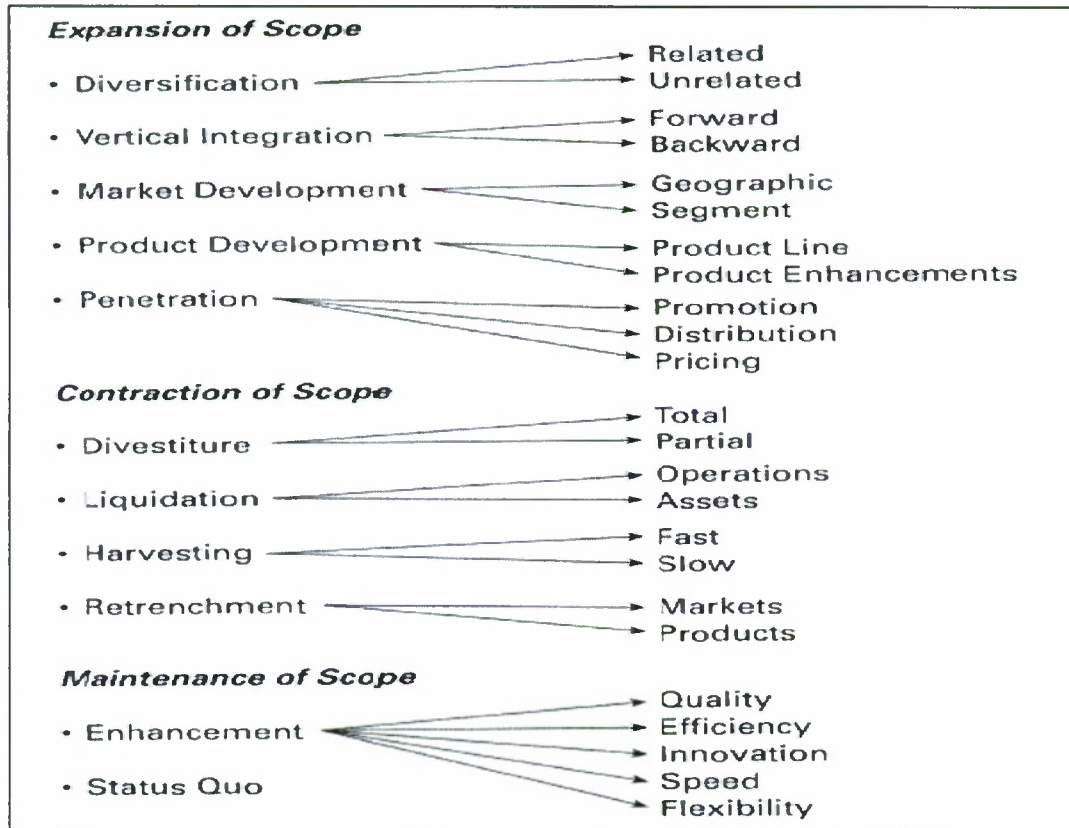 Expansion of Scope
• Diversification
Related
Unrelated
• Vertical Integration
Forward
Backward
• Market Development
Geographic
Segment
• Product Development
Product Line
Product Enhancements
• Penetration
Promotion
Distribution
Pricing
Contraction of Scope
• Divestiture
Total
Partial
• Liquidation
Operations
Assets
• Harvesting
Fast
Slow
• Retrenchment
Markets
Products
Maintenance of Scope
• Enhancement
Quality
Efficiency
Innovation
Speed
Flexibility
• Status Quo